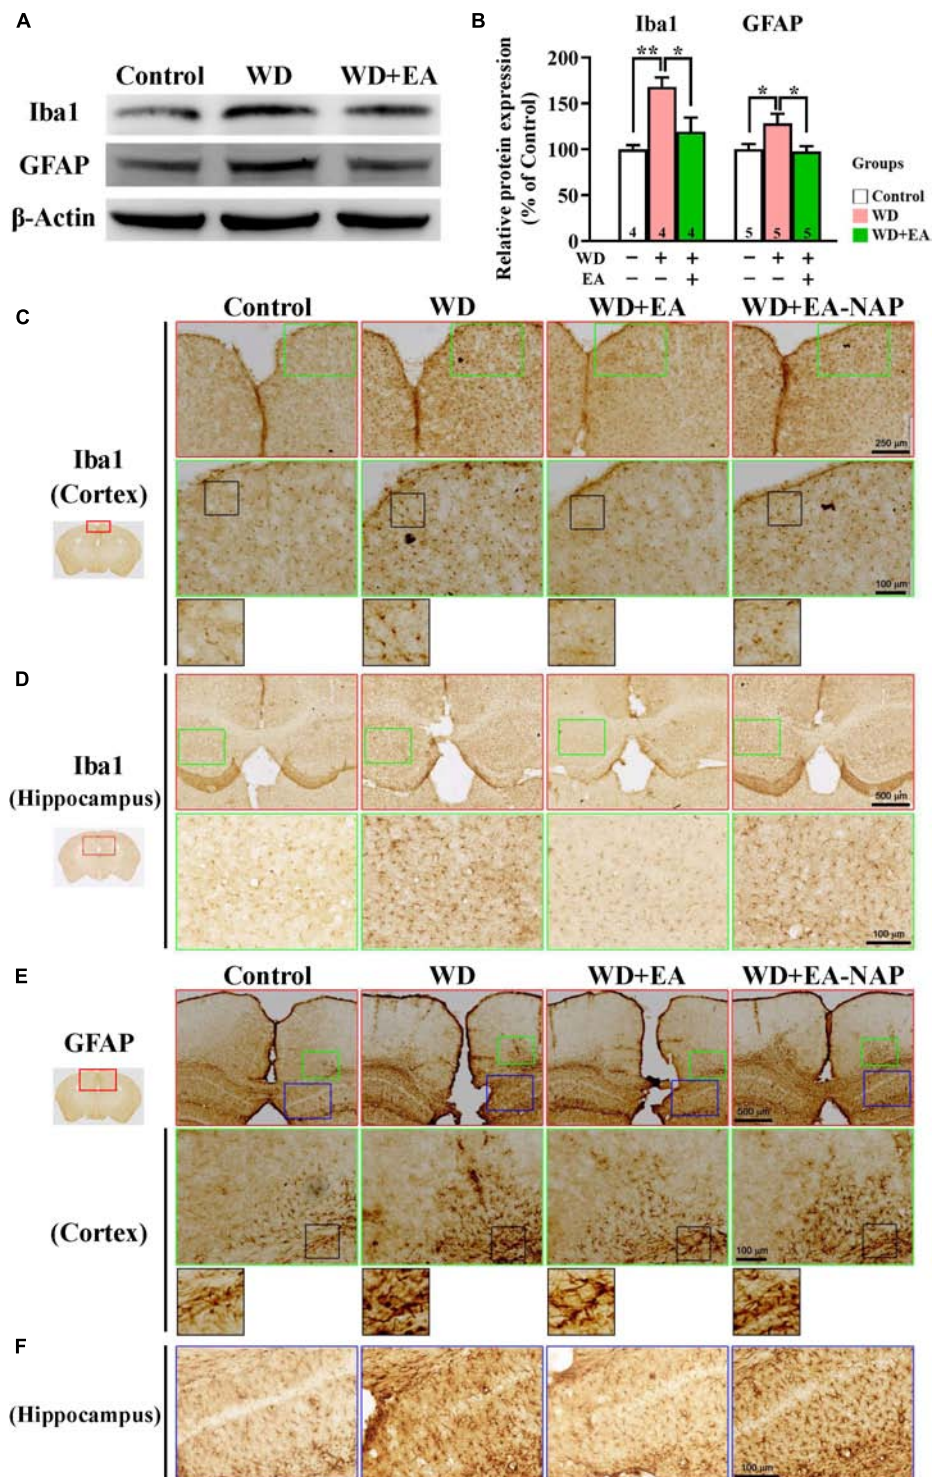 A
Control WD WD+EA
Iba1
GFAP
β-Actin
B
Iba1 GFAP
Relative protein expression
(% of Control)
200
150
100
50
0
** *
* *
4 4 4 5 5 5
WD − + + − + +
EA − − + − − +
Groups
Control
WD
WD+EA
C
Control WD WD+EA WD+EA-NAP
Iba1
(Cortex)
250 µm
100 µm
D
Iba1
(Hippocampus)
500 µm
100 µm
E
Control WD WD+EA WD+EA-NAP
GFAP
500 µm
(Cortex)
100 µm
F
(Hippocampus)
100 µm